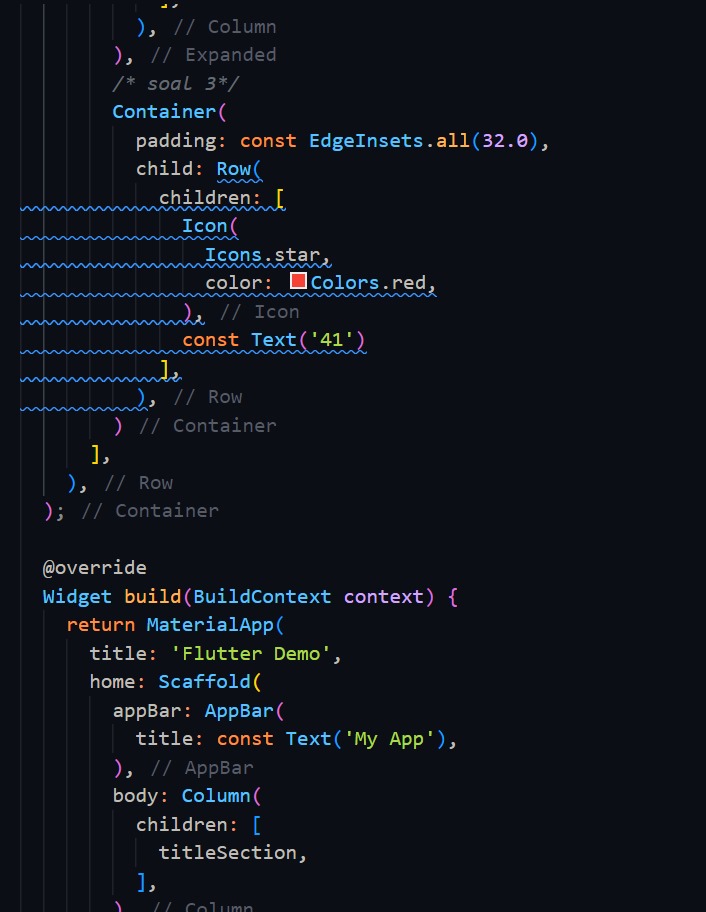 ],
), // Column
), // Expanded
/* soal 3*/
Container(
padding: const EdgeInsets.all(32.0),
child: Row(
children: [
Icon(
Icons.star,
color: Colors.red,
), // Icon
const Text('41')
],
), // Row
) // Container
],
), // Row
); // Container
@override
Widget build(BuildContext context) {
return MaterialApp(
title: 'Flutter Demo',
home: Scaffold(
appBar: AppBar(
title: const Text('My App'),
), // AppBar
body: Column(
children: [
titleSection,
],
), // Column